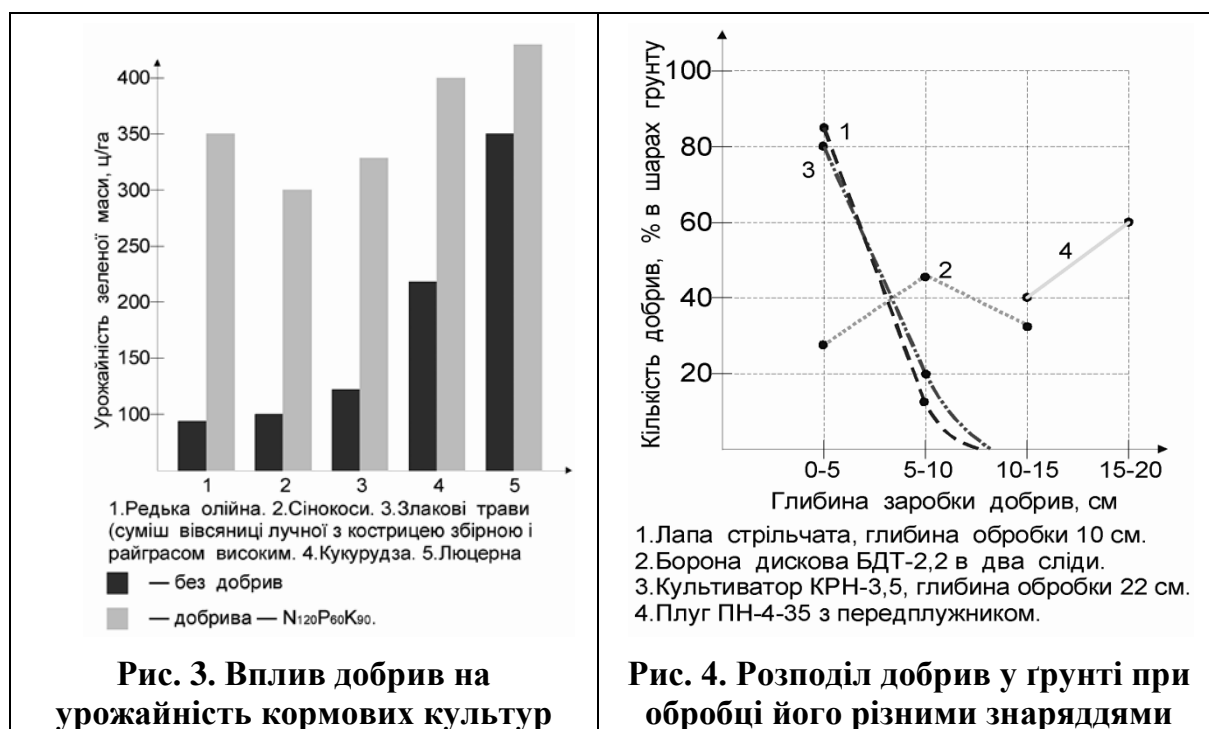 Урожайність зеленої маси, ц/га
400
350
300
250
200
150
100
1
2
3
4
5
1.Редька олійна. 2.Сінокоси. 3.Злакові трави
(суміш вівсяниці лучної з кострицею збірною і
райграсом високим. 4.Кукурудза. 5.Люцерна
— без добрив
— добрива — N120P60K90.
Рис. 3. Вплив добрив на
урожайність кормових культур
Кількість добрив, % в шарах грунту
100
80
60
40
20
1
3
2
4
0-5
5-10
10-15
15-20
Глибина заробки добрив, см
1.Лапа стрільчата, глибина обробки 10 см.
2.Борона дискова БДТ-2,2 в два сліди.
3.Культиватор КРН-3,5, глибина обробки 22 см.
4.Плуг ПН-4-35 з передплужником.
Рис. 4. Розподіл добрив у ґрунті при
обробці його різними знаряддями